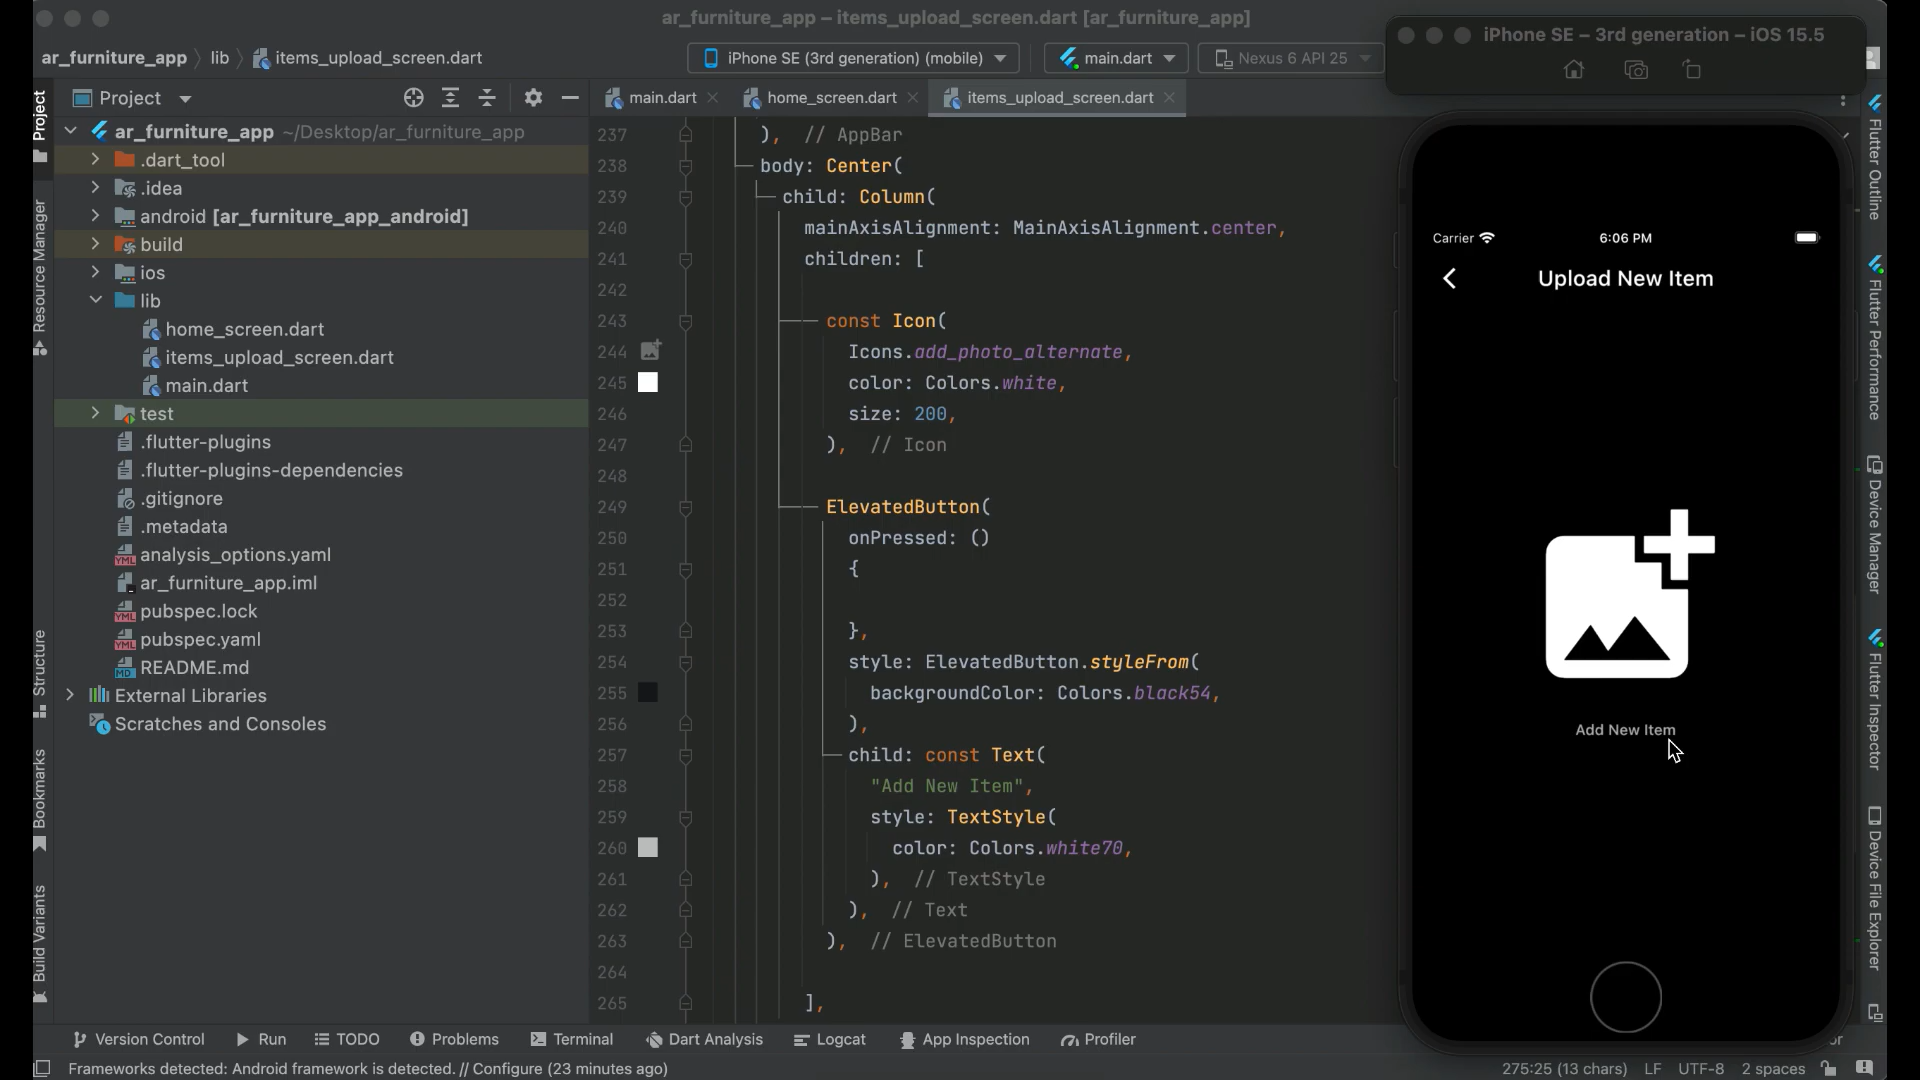 ar_furniture_app – items_upload_screen.dart [ar_furniture_app]
ar_furniture_app
lib
items_upload_screen.dart
iPhone SE (3rd generation) (mobile)
main.dart
Nexus 6 API 25
Project
main.dart
home_screen.dart
items_upload_screen.dart
Project
Resource Manager
Structure
Bookmarks
Build Variants
ar_furniture_app ~/Desktop/ar_furniture_app
.dart_tool
.idea
android [ar_furniture_app_android]
build
ios
lib
home_screen.dart
items_upload_screen.dart
main.dart
test
.flutter-plugins
.flutter-plugins-dependencies
.gitignore
.metadata
analysis_options.yaml
ar_furniture_app.iml
pubspec.lock
pubspec.yaml
README.md
External Libraries
Scratches and Consoles
237 ), // AppBar
238 body: Center(
239 child: Column(
240 mainAxisAlignment: MainAxisAlignment.center,
241 children: [
242
243 const Icon(
244 Icons.add_photo_alternate,
245 color: Colors.white,
246 size: 200,
247 ), // Icon
248
249 ElevatedButton(
250 onPressed: ()
251 {
252
253 },
254 style: ElevatedButton.styleFrom(
255 backgroundColor: Colors.black54,
256 ),
257 child: const Text(
258 "Add New Item",
259 style: TextStyle(
260 color: Colors.white70,
261 ), // TextStyle
262 ), // Text
263 ), // ElevatedButton
264
265 ],
iPhone SE – 3rd generation – iOS 15.5
Carrier 6:06 PM
Upload New Item
Add New Item
Flutter Outline
Flutter Performance
Device Manager
Flutter Inspector
Device File Explorer
Version Control
Run
TODO
Problems
Terminal
Dart Analysis
Logcat
App Inspection
Profiler
Frameworks detected: Android framework is detected. // Configure (23 minutes ago)
275:25 (13 chars)
LF
UTF-8
2 spaces